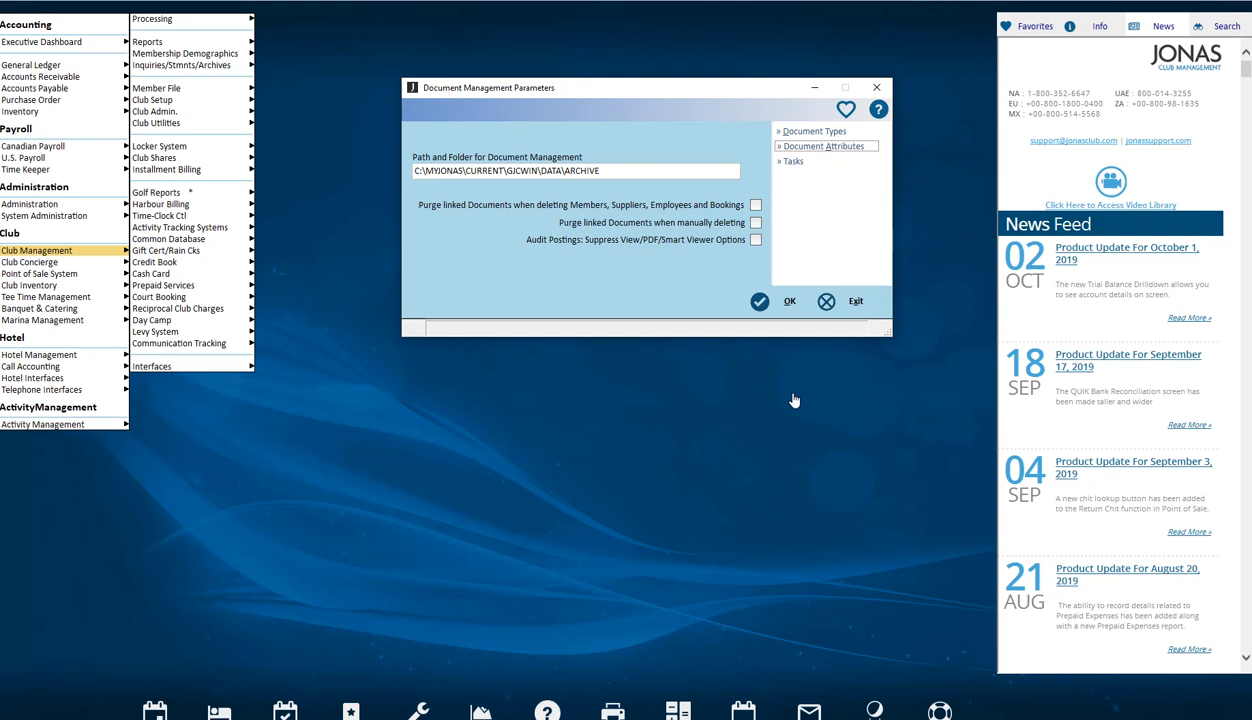 Accounting
Executive Dashboard
General Ledger
Accounts Receivable
Accounts Payable
Purchase Order
Inventory
Payroll
Canadian Payroll
U.S. Payroll
Time Keeper
Administration
Administration
System Administration
Club
Club Management
Club Concierge
Point of Sale System
Club Inventory
Tee Time Management
Banquet & Catering
Marina Management
Hotel
Hotel Management
Call Accounting
Hotel Interfaces
Telephone Interfaces
ActivityManagement
Activity Management
Processing
Reports
Membership Demographics
Inquiries/Stmnts/Archives
Member File
Club Setup
Club Admin.
Club Utilities
Locker System
Club Shares
Installment Billing
Golf Reports *
Harbour Billing
Time-Clock Ctl
Activity Tracking Systems
Common Database
Gift Cert/Rain Cks
Credit Book
Cash Card
Prepaid Services
Court Booking
Reciprocal Club Charges
Day Camp
Levy System
Communication Tracking
Interfaces
J Document Management Parameters
Path and Folder for Document Management
C:\MYJONAS\CURRENT\GJCWIN\DATA\ARCHIVE
Purge linked Documents when deleting Members, Suppliers, Employees and Bookings
Purge linked Documents when manually deleting
Audit Postings: Suppress View/PDF/Smart Viewer Options
» Document Types
» Document Attributes
» Tasks
OK Exit
Favorites Info News Search
JONAS
CLUB MANAGEMENT
NA : 1-800-352-6647 UAE : 800-014-3255
EU : +00-800-1800-0400 ZA : +00-800-98-1635
MX : +00-800-514-5568
support@jonasclub.com | jonassupport.com
Click Here to Access Video Library
News Feed
02
OCT
Product Update For October 1,
2019
The new Trial Balance Drilldown allows you
to see account details on screen.
Read More »
18
SEP
Product Update For September
17, 2019
The QUIK Bank Reconciliation screen has
been made taller and wider
Read More »
04
SEP
Product Update For September 3,
2019
A new chit lookup button has been added
to the Return Chit function in Point of Sale.
Read More »
21
AUG
Product Update For August 20,
2019
The ability to record details related to
Prepaid Expenses has been added along
with a new Prepaid Expenses report.
Read More »